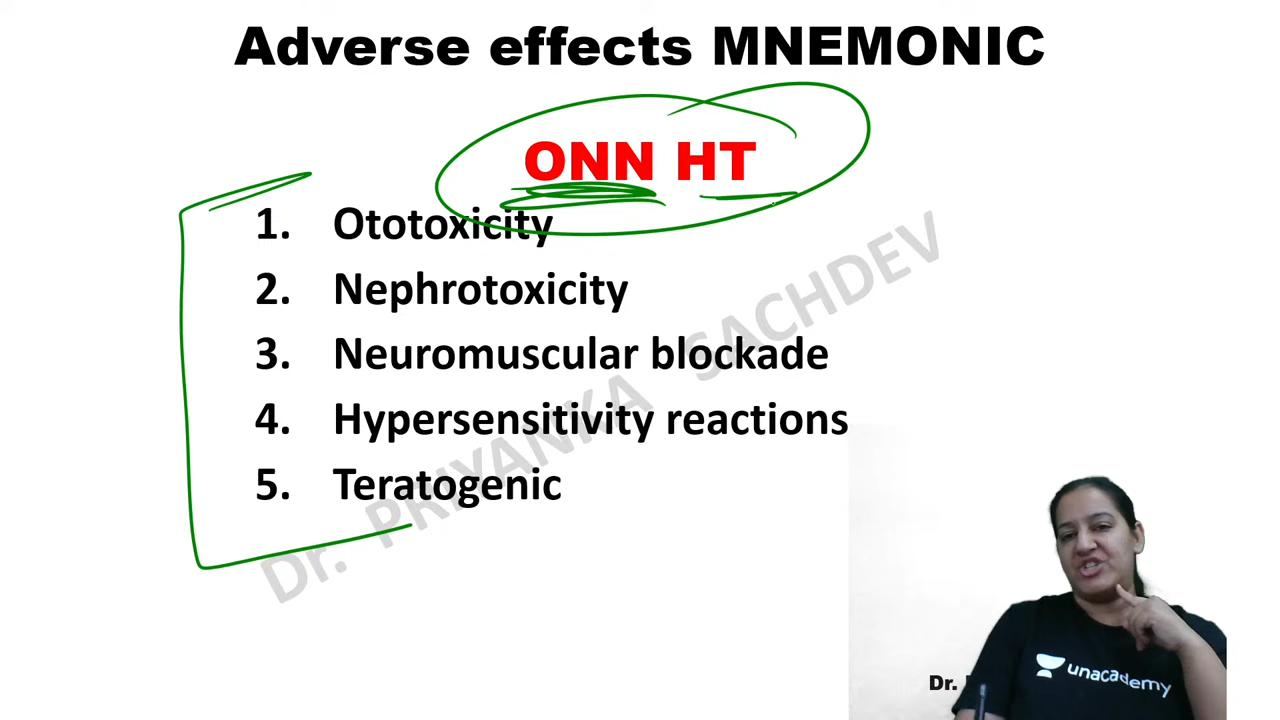 Adverse effects MNEMONIC
ONN HT
1. Ototoxicity
2. Nephrotoxicity
3. Neuromuscular blockade
4. Hypersensitivity reactions
5. Teratogenic
Dr. PRIYANKA SACHDEV
Dr.
unacademy